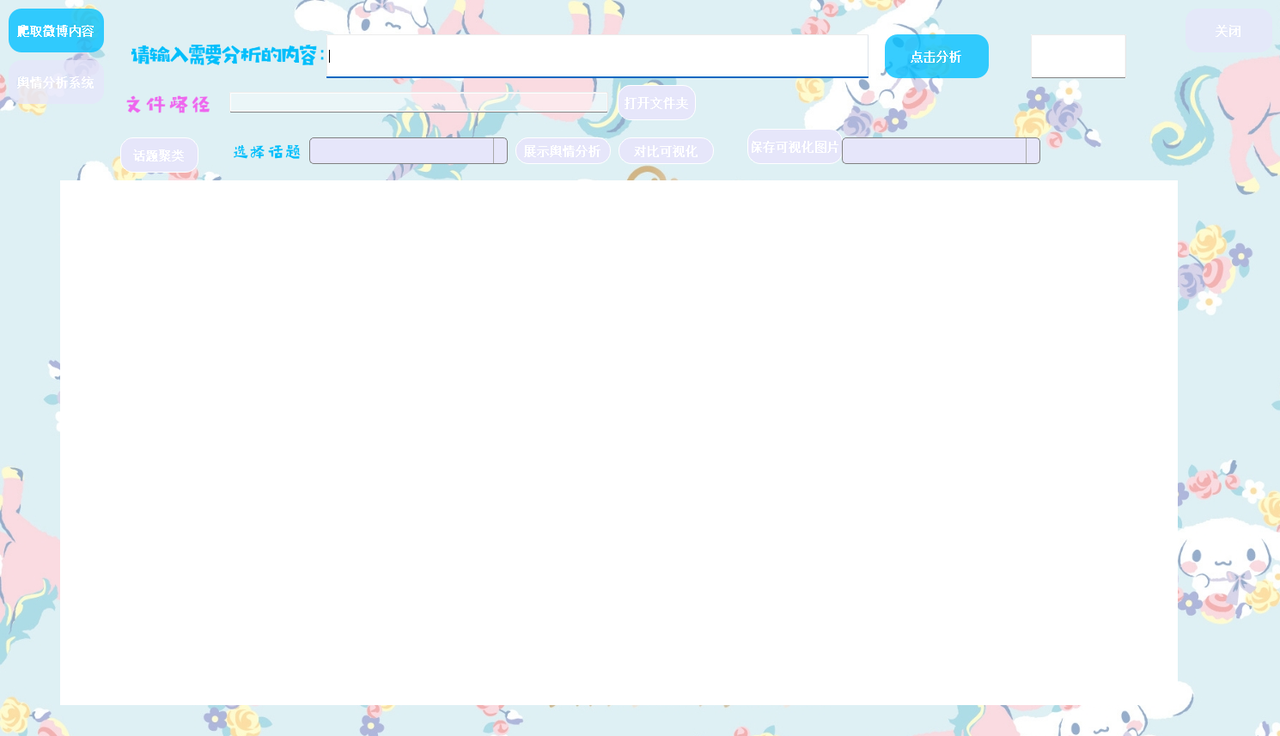 爬取微博内容
关闭
请输入需要分析的内容：
点击分析
舆情分析系统
文件路径
打开文件夹
话题聚类
选择话题
展示舆情分析
对比可视化
保存可视化图片